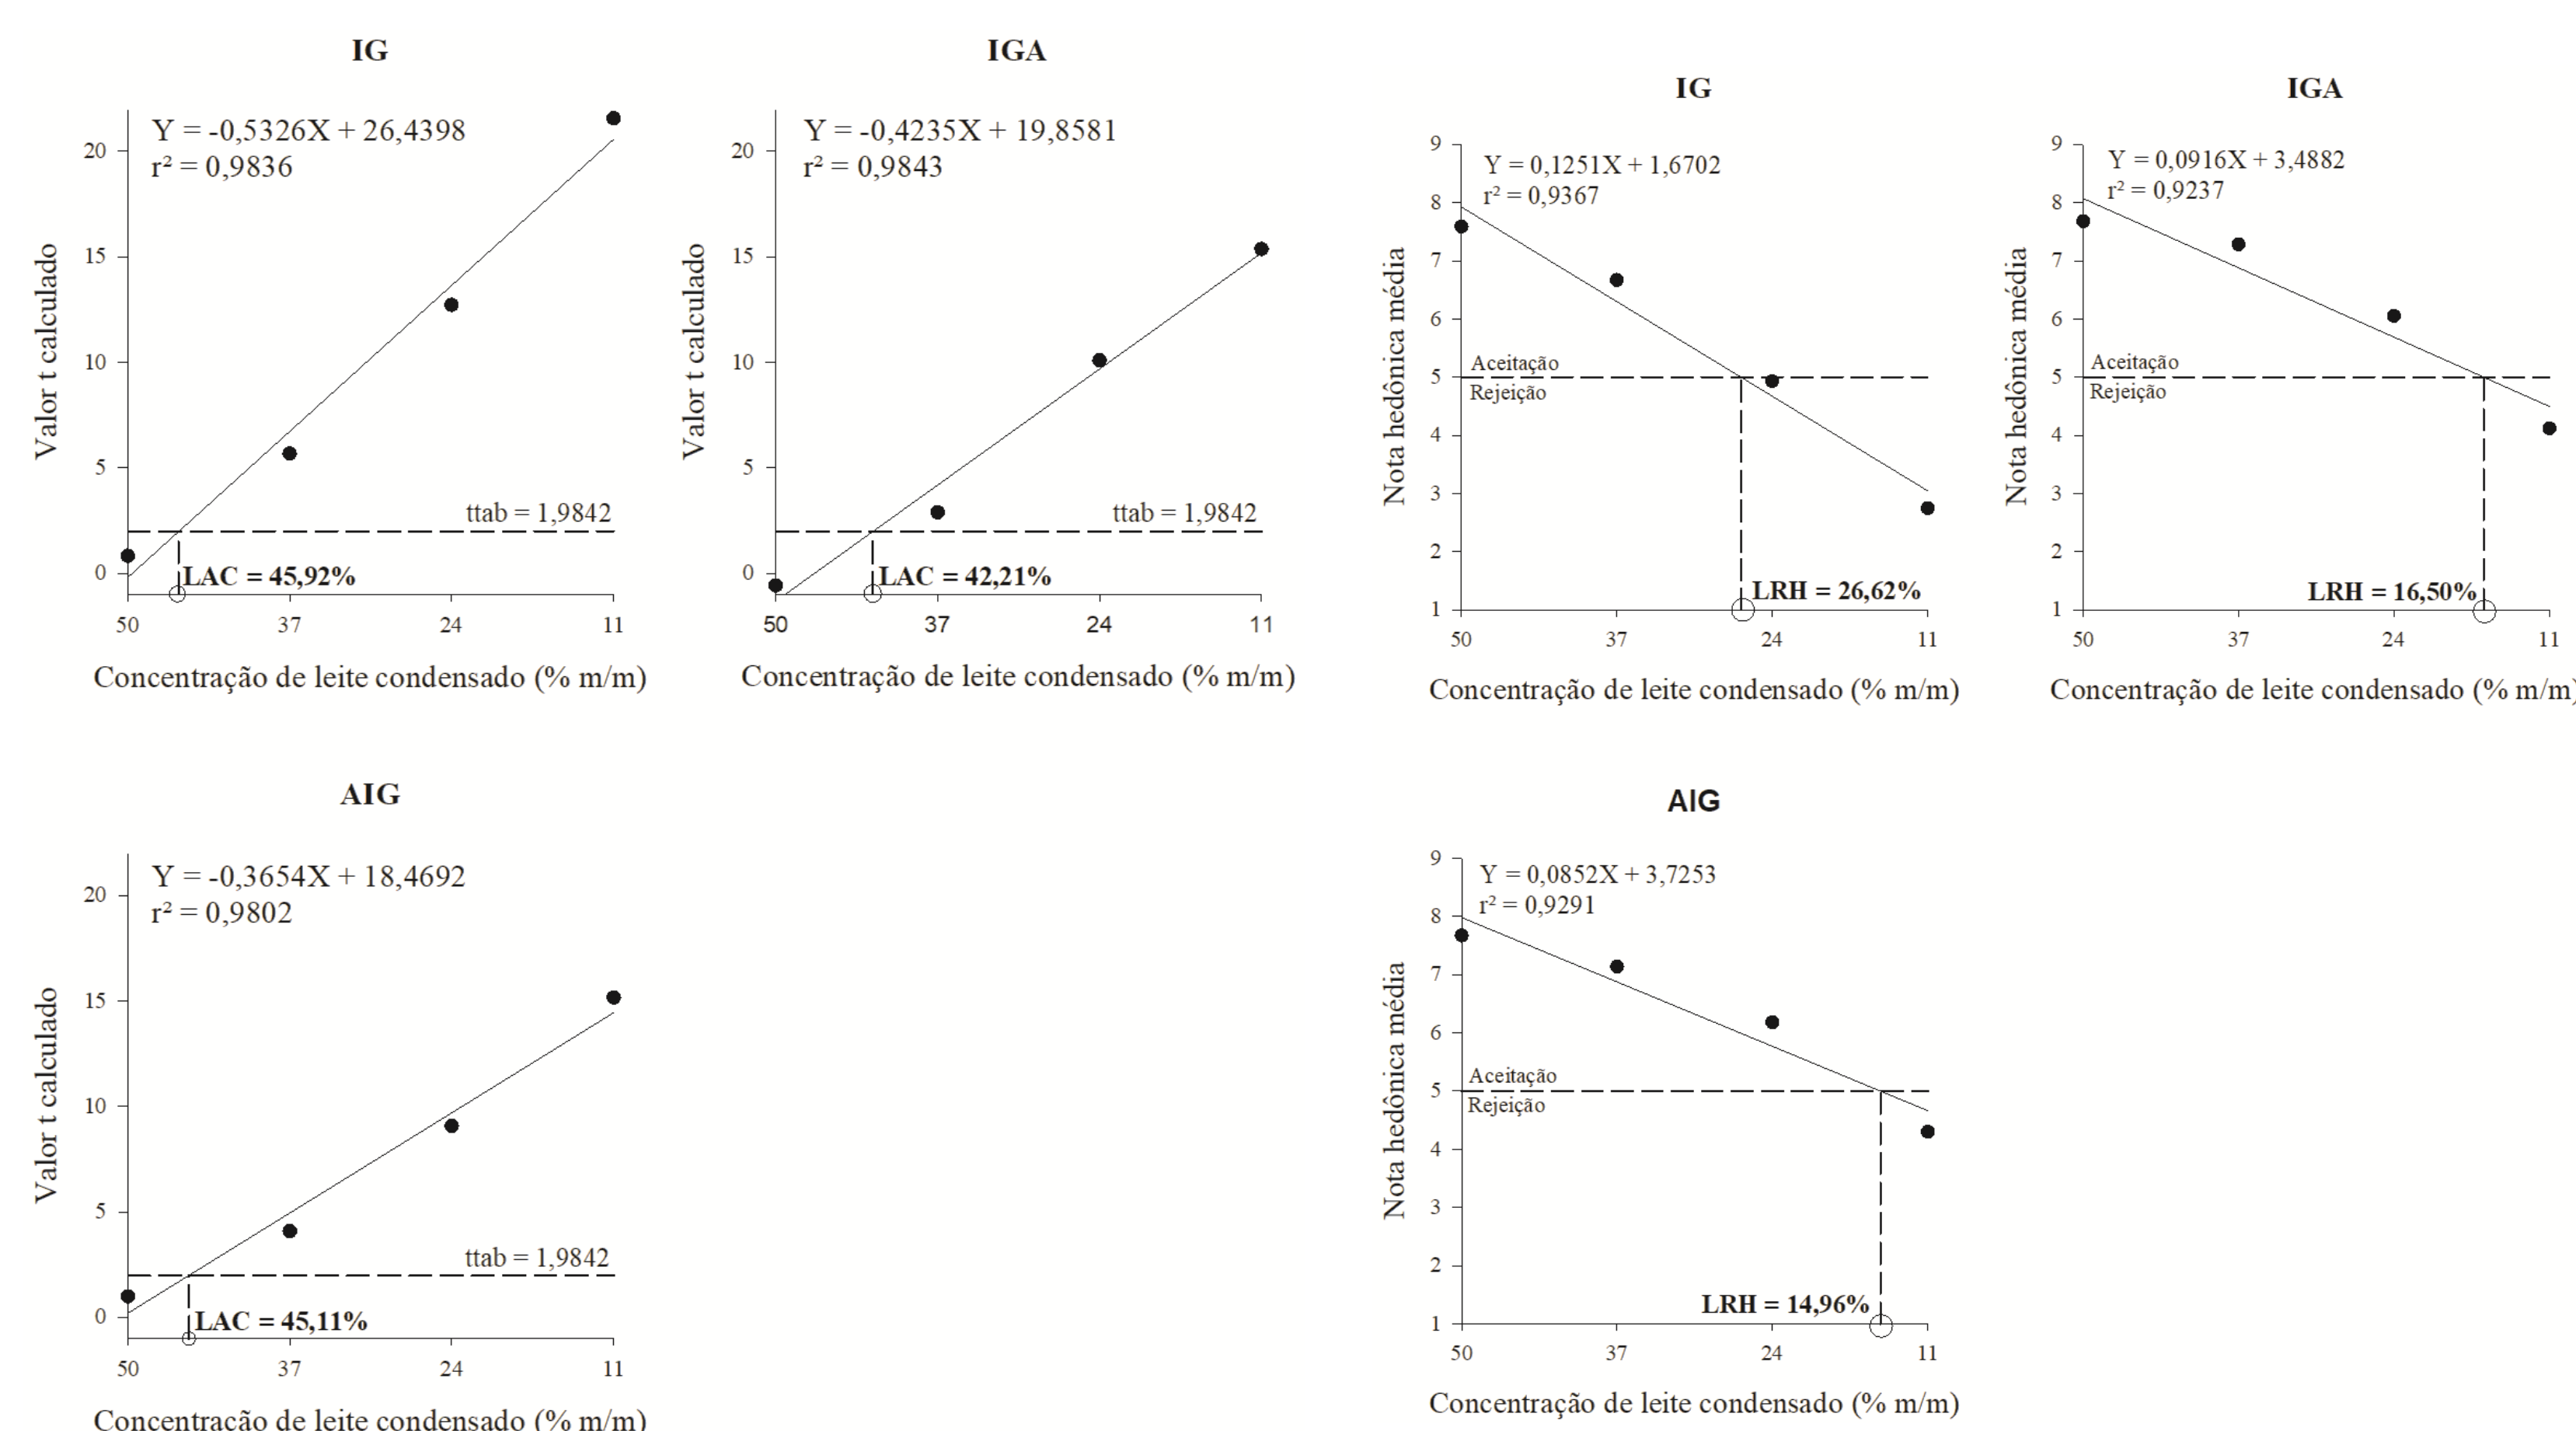 IG
Y = -0,5326X + 26,4398
r² = 0,9836
20
15
10
5
0
Valor t calculado
ttab = 1,9842
LAC = 45,92%
50 37 24 11
Concentração de leite condensado (% m/m)
IGA
Y = -0,4235X + 19,8581
r² = 0,9843
20
15
10
5
0
Valor t calculado
ttab = 1,9842
LAC = 42,21%
50 37 24 11
Concentração de leite condensado (% m/m)
IG
Y = 0,1251X + 1,6702
r² = 0,9367
9
8
7
6
5
4
3
2
1
Nota hedônica média
Aceitação
Rejeição
LRH = 26,62%
50 37 24 11
Concentração de leite condensado (% m/m)
IGA
Y = 0,0916X + 3,4882
r² = 0,9237
9
8
7
6
5
4
3
2
1
Nota hedônica média
Aceitação
Rejeição
LRH = 16,50%
50 37 24 11
Concentração de leite condensado (% m/m)
AIG
Y = -0,3654X + 18,4692
r² = 0,9802
20
15
10
5
0
Valor t calculado
ttab = 1,9842
LAC = 45,11%
50 37 24 11
Concentração de leite condensado (% m/m)
AIG
Y = 0,0852X + 3,7253
r² = 0,9291
9
8
7
6
5
4
3
2
1
Nota hedônica média
Aceitação
Rejeição
LRH = 14,96%
50 37 24 11
Concentração de leite condensado (% m/m)